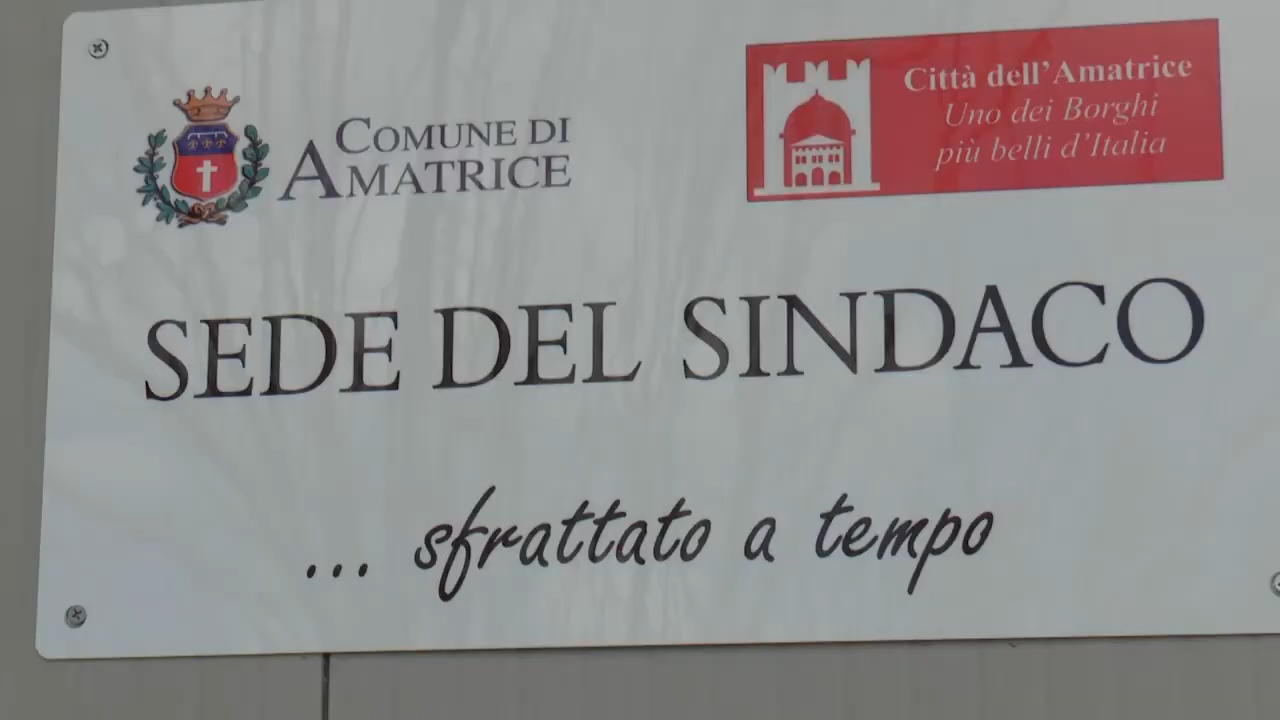 COMUNE DI
AMATRICE
Città dell'Amatrice
Uno dei Borghi
più belli d'Italia
SEDE DEL SINDACO
... sfrattato a tempo